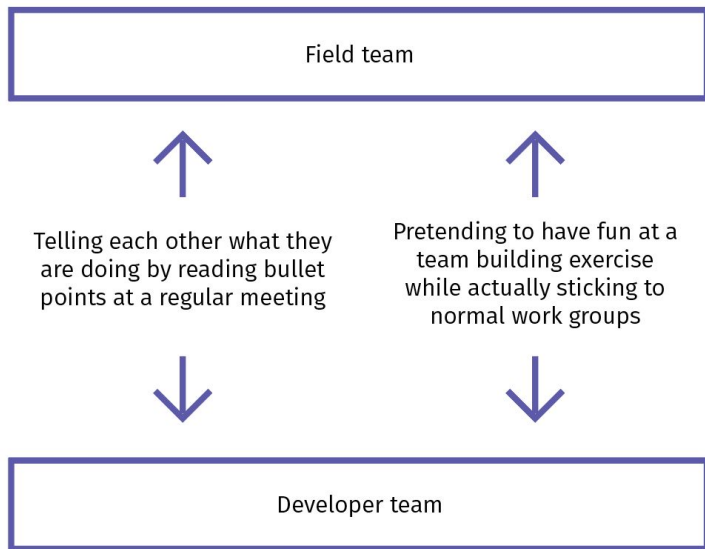 Field team
Telling each other what they
are doing by reading bullet
points at a regular meeting
Pretending to have fun at a
team building exercise
while actually sticking to
normal work groups
Developer team